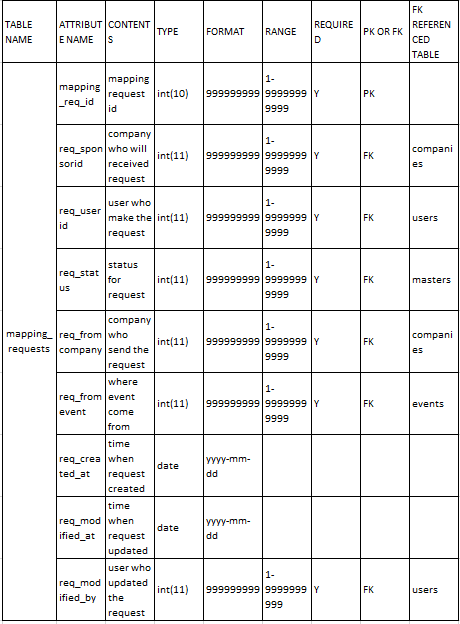 TABLE NAME ATTRIBUTE NAME CONTENTS TYPE FORMAT RANGE REQUIRED PK OR FK FK REFERENCED TABLE
mapping_requests
mapping_req_id mapping request id int(10) 999999999 1-99999999999 Y PK
req_sponsorid company who will received request int(11) 999999999 1-99999999999 Y FK companies
req_userid user who make the request int(11) 999999999 1-99999999999 Y FK users
req_status status for request int(11) 999999999 1-99999999999 Y FK masters
req_from company company who send the request int(11) 999999999 1-99999999999 Y FK companies
req_from event where event come from int(11) 999999999 1-99999999999 Y FK events
req_created_at time when request created date yyyy-mm-dd
req_modified_at time when request updated date yyyy-mm-dd
req_modified_by user who updated the request int(11) 999999999 1-9999999999 Y FK users